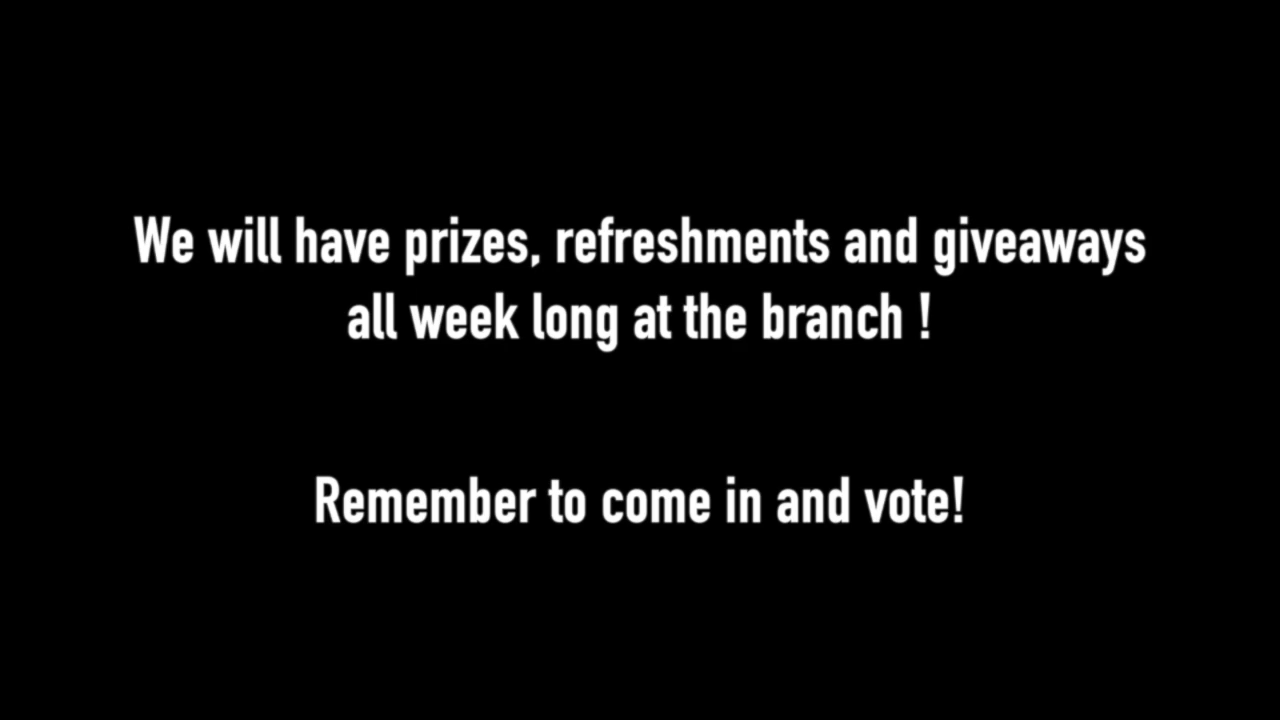 We will have prizes, refreshments and giveaways
all week long at the branch !
Remember to come in and vote!